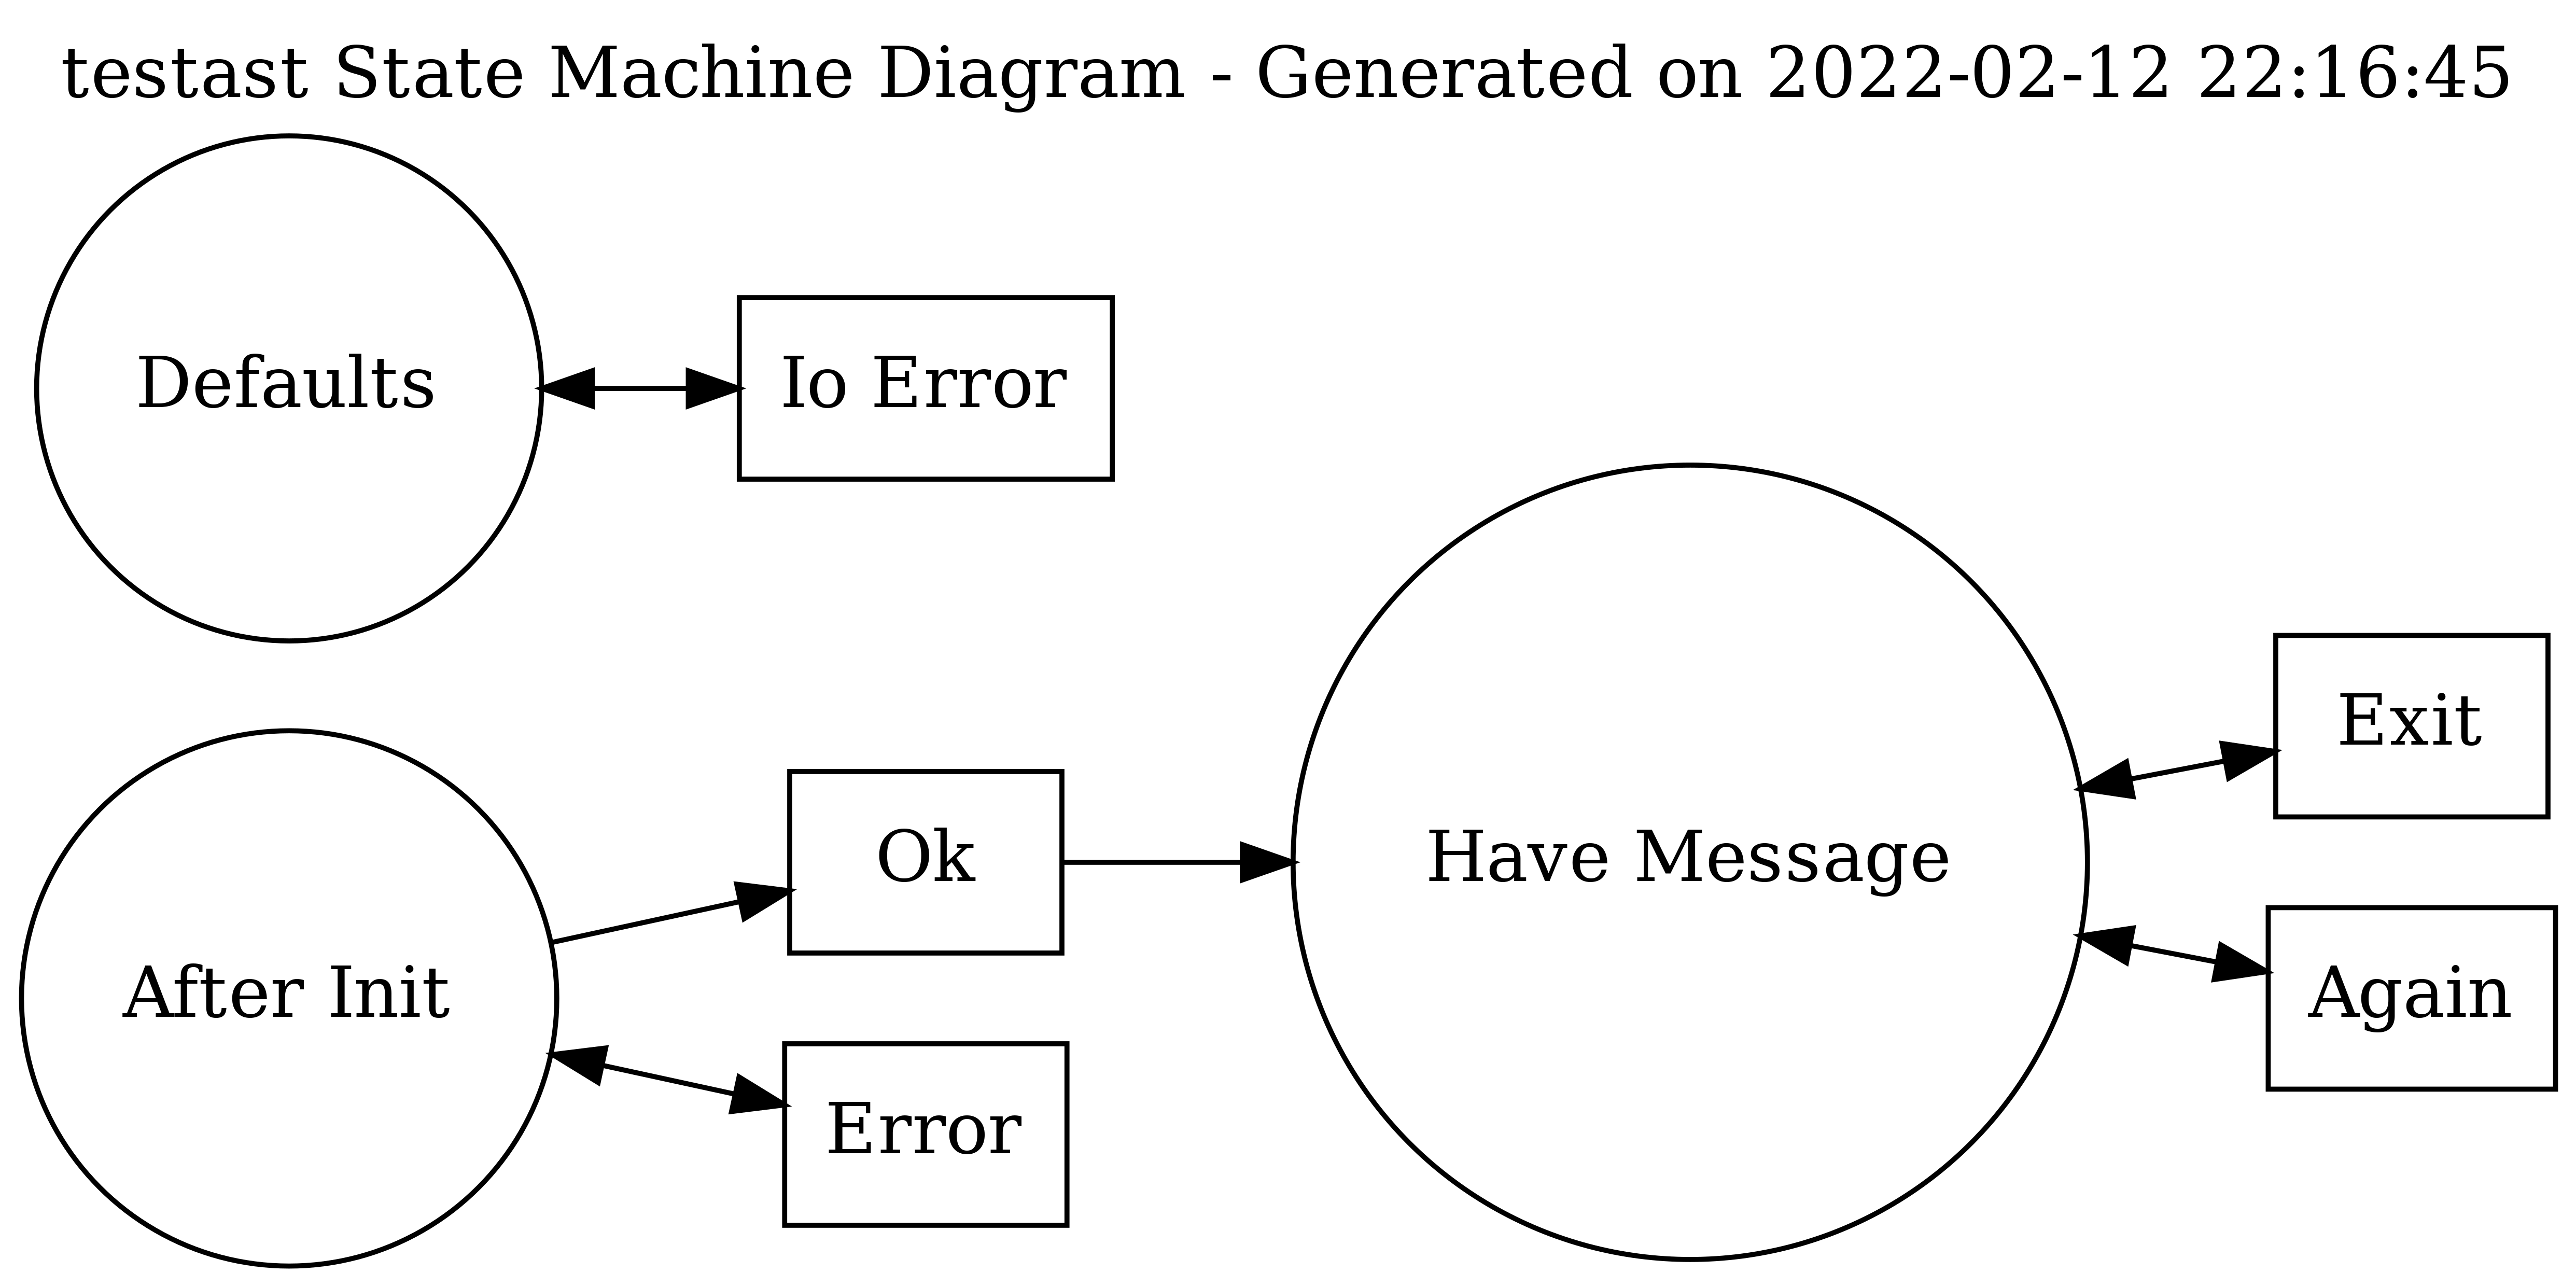 testast State Machine Diagram - Generated on 2022-02-12 22:16:45
Defaults
Io Error
Exit
Ok
Have Message
After Init
Again
Error